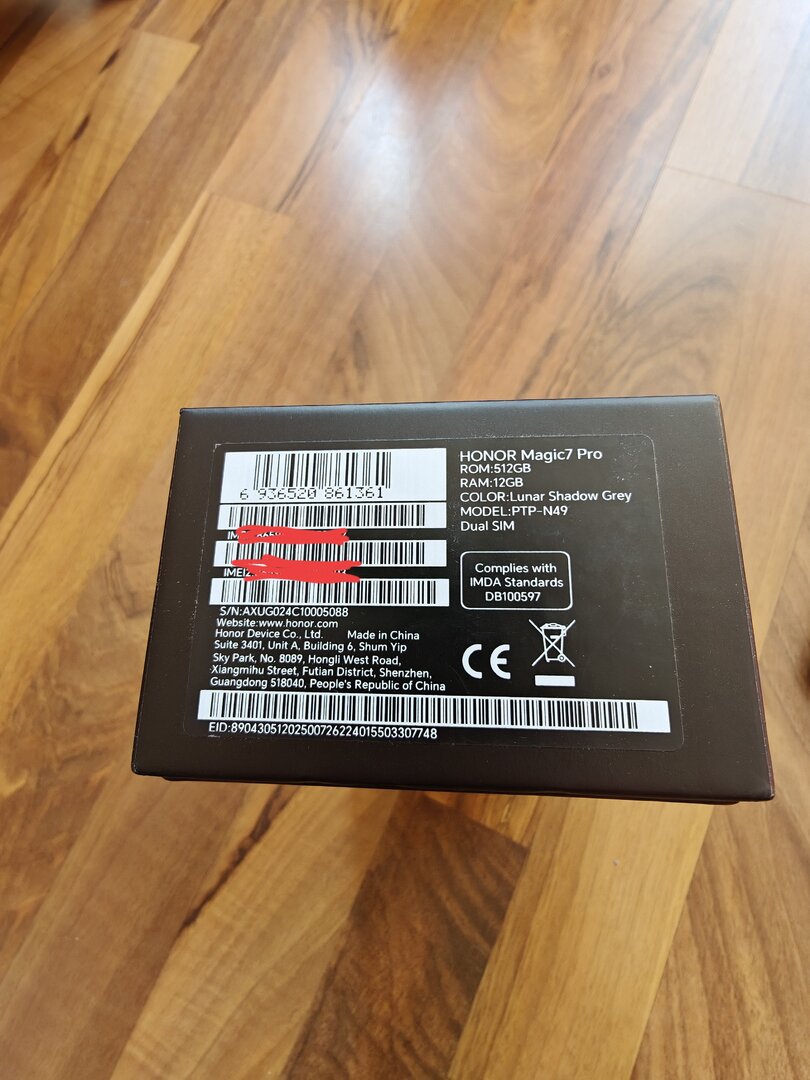 6 936520 861361
IMEI2
S/N:AXUG024C10005088
Website:www.honor.com
Honor Device Co., Ltd. Made in China
Suite 3401, Unit A, Building 6, Shum Yip
Sky Park, No. 8089, Hongli West Road,
Xiangmihu Street, Futian District, Shenzhen,
Guangdong 518040, People's Republic of China
HONOR Magic7 Pro
ROM:512GB
RAM:12GB
COLOR:Lunar Shadow Grey
MODEL:PTP-N49
Dual SIM
Complies with
IMDA Standards
DB100597
CE
EID:89043051202500726224015503307748